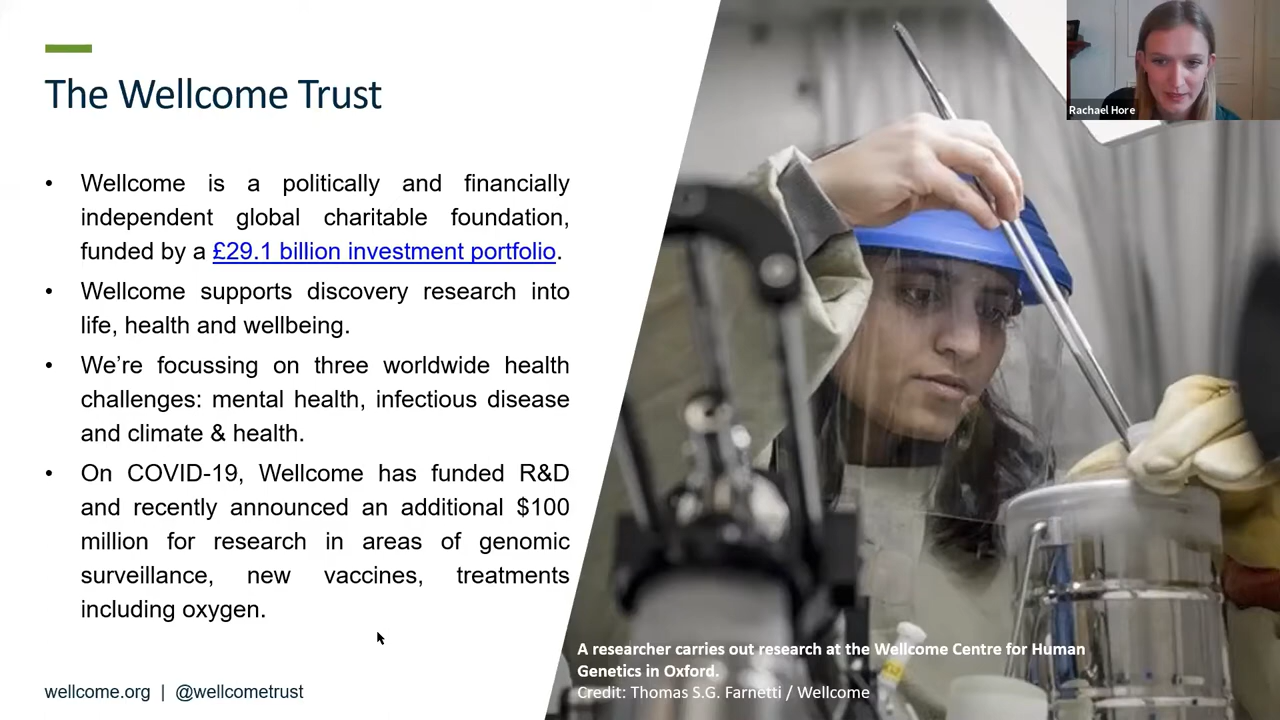 The Wellcome Trust
• Wellcome is a politically and financially
independent global charitable foundation,
funded by a £29.1 billion investment portfolio.
• Wellcome supports discovery research into
life, health and wellbeing.
• We’re focussing on three worldwide health
challenges: mental health, infectious disease
and climate & health.
• On COVID-19, Wellcome has funded R&D
and recently announced an additional $100
million for research in areas of genomic
surveillance, new vaccines, treatments
including oxygen.
wellcome.org | @wellcometrust
Rachael Hore
A researcher carries out research at the Wellcome Centre for Human
Genetics in Oxford.
Credit: Thomas S.G. Farnetti / Wellcome